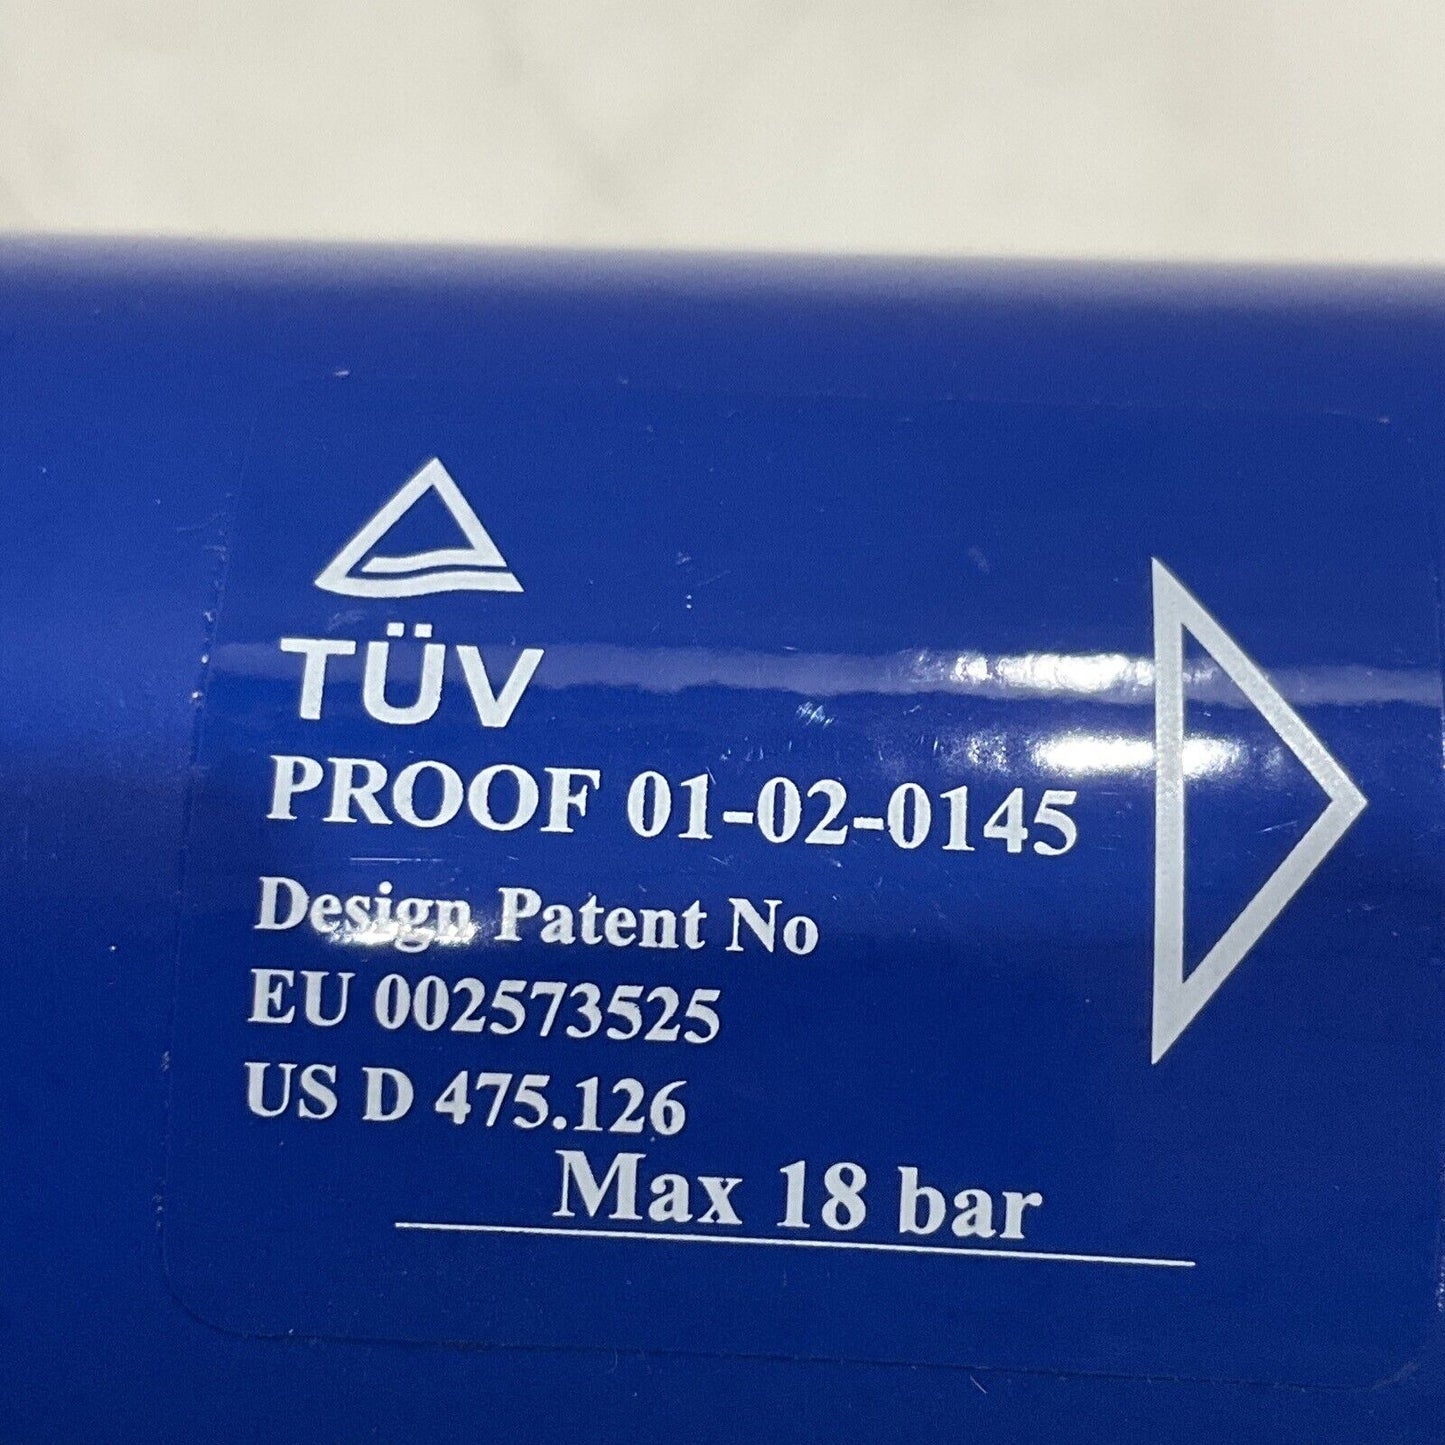 TÜV
PROOF 01-02-0145
Design Patent No
EU 002573525
US D 475.126
Max 18 bar